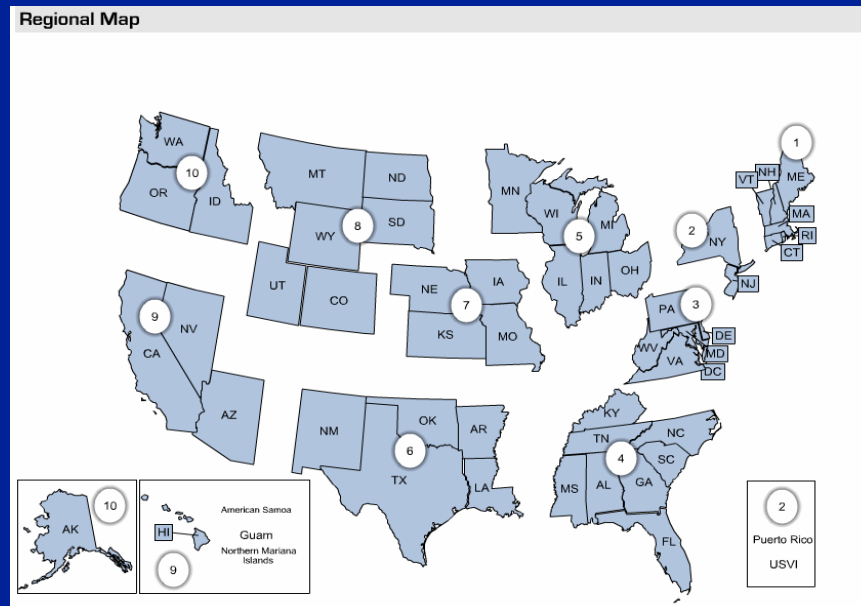 Regional Map
1
WA
10
VT
NH
ME
MT
ND
MN
OR
ID
WI
MI
MA
WY
8
SD
5
2
NY
RI
CT
UT
CO
NE
IA
IL
IN
OH
NJ
9
NV
7
PA
3
KS
MO
DE
CA
WV
VA
MD
DC
AZ
NM
OK
AR
KY
TN
NC
6
4
SC
TX
LA
MS
AL
GA
FL
10
AK
American Samoa
HI
Guam
Northern Mariana
Islands
9
2
Puerto Rico
USVI